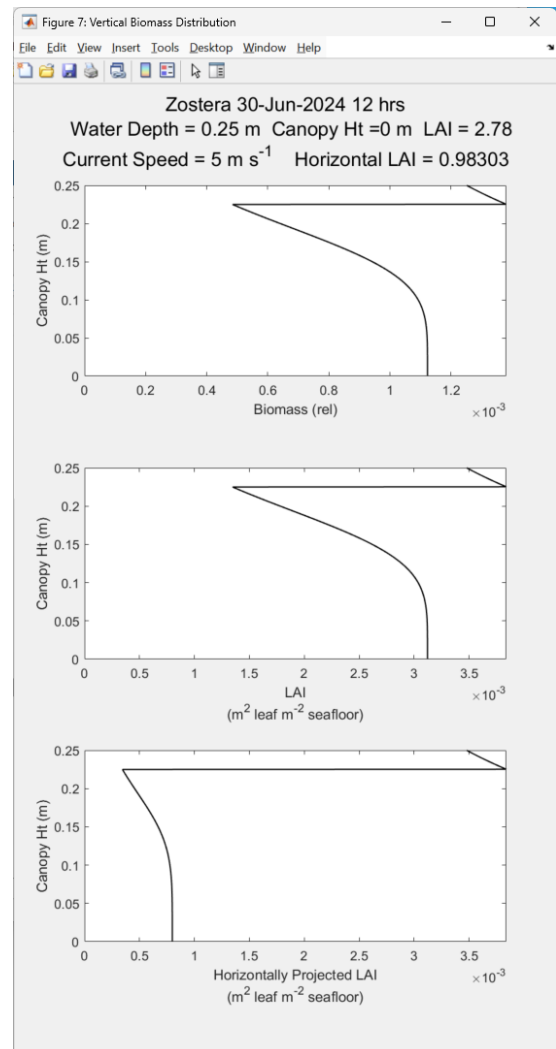 Figure 7: Vertical Biomass Distribution
File Edit View Insert Tools Desktop Window Help
Zostera 30-Jun-2024 12 hrs
Water Depth = 0.25 m Canopy Ht =0 m LAI = 2.78
Current Speed = 5 m s⁻¹ Horizontal LAI = 0.98303
0.25
0.2
0.15
0.1
0.05
0
Canopy Ht (m)
0 0.2 0.4 0.6 0.8 1 1.2
Biomass (rel)
×10⁻³
0.25
0.2
0.15
0.1
0.05
0
Canopy Ht (m)
0 0.5 1 1.5 2 2.5 3 3.5
LAI
×10⁻³
(m² leaf m⁻² seafloor)
0.25
0.2
0.15
0.1
0.05
0
Canopy Ht (m)
0 0.5 1 1.5 2 2.5 3 3.5
Horizontally Projected LAI
×10⁻³
(m² leaf m⁻² seafloor)